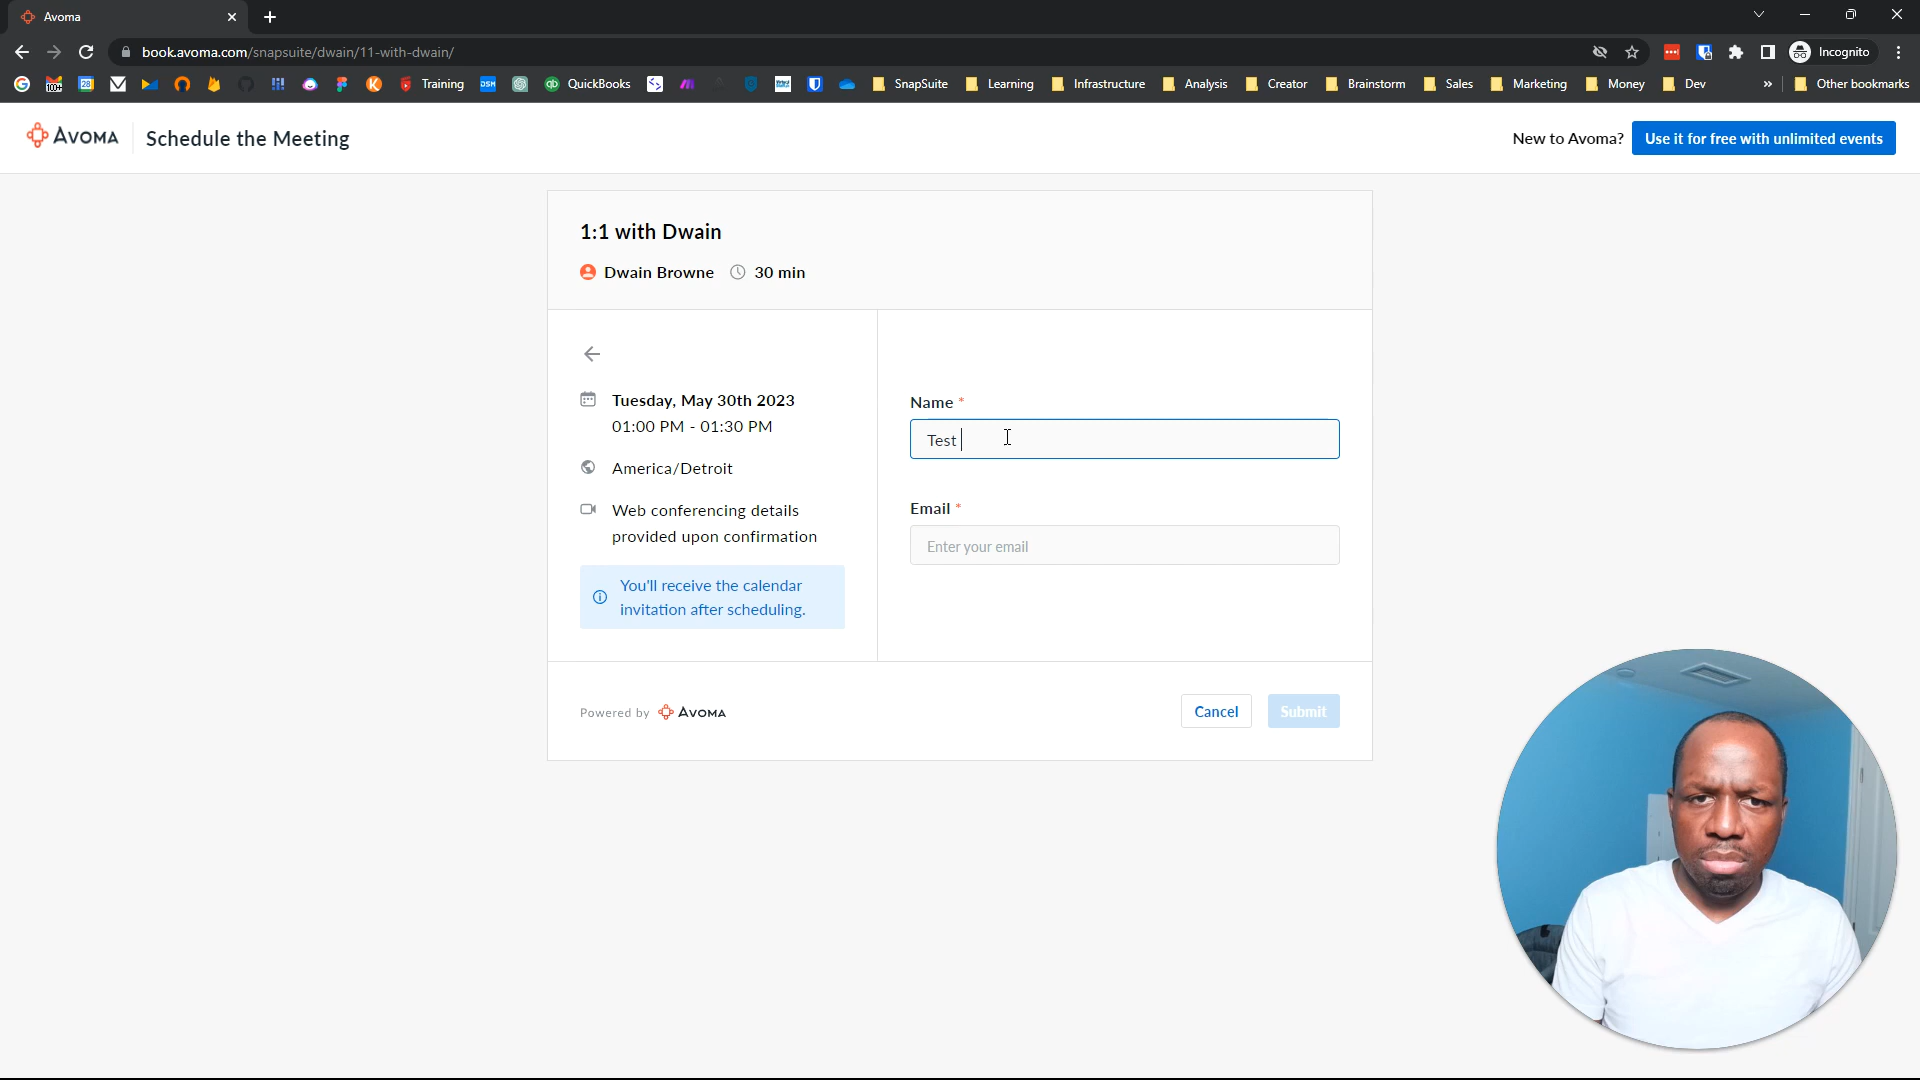 Avoma
book.avoma.com/snapsuite/dwain/11-with-dwain/
Incognito
100+
28
Training
DSM
qb
QuickBooks
SnapSuite
Learning
Infrastructure
Analysis
Creator
Brainstorm
Sales
Marketing
Money
Dev
»
Other bookmarks
AVOMA
Schedule the Meeting
New to Avoma?
Use it for free with unlimited events
1:1 with Dwain
Dwain Browne
30 min
Tuesday, May 30th 2023
01:00 PM - 01:30 PM
America/Detroit
Web conferencing details
provided upon confirmation
You'll receive the calendar
invitation after scheduling.
Name *
Test
Email *
Enter your email
Powered by AVOMA
Cancel
Submit